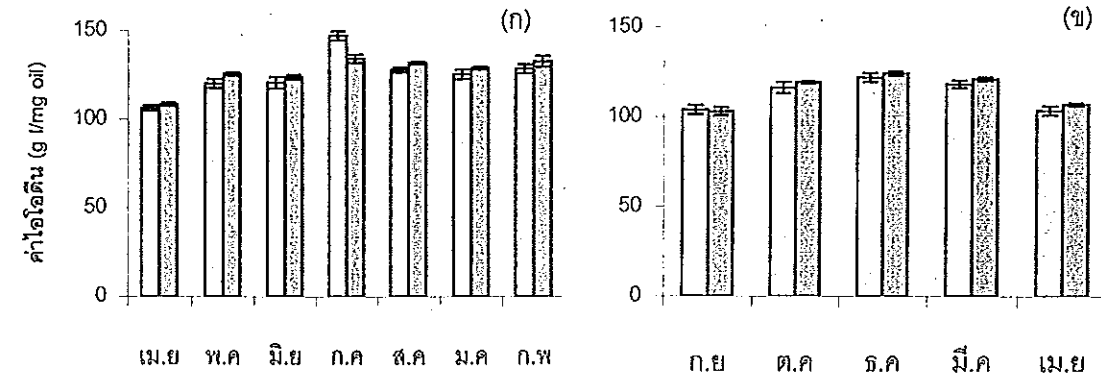 (ก)
ค่าไอโอดีน (g I/mg oil)
150
100
50
0
เม.ย พ.ค มิ.ย ก.ค ส.ค ม.ค ก.พ
(ข)
150
100
50
0
ก.ย ต.ค ธ.ค มี.ค เม.ย